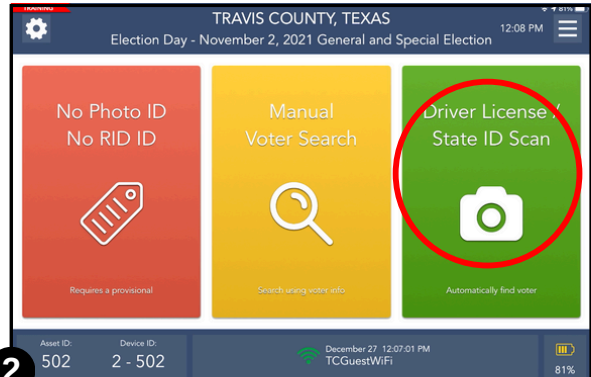 TRAINING
81%
TRAVIS COUNTY, TEXAS
12:08 PM
Election Day - November 2, 2021 General and Special Election
No Photo ID
No RID ID
Requires a provisional
Manual
Voter Search
Search using voter info
Driver License /
State ID Scan
Automatically find voter
Asset ID:
502
Device ID:
2 - 502
December 27 12:07:01 PM
TCGuestWiFi
81%
2